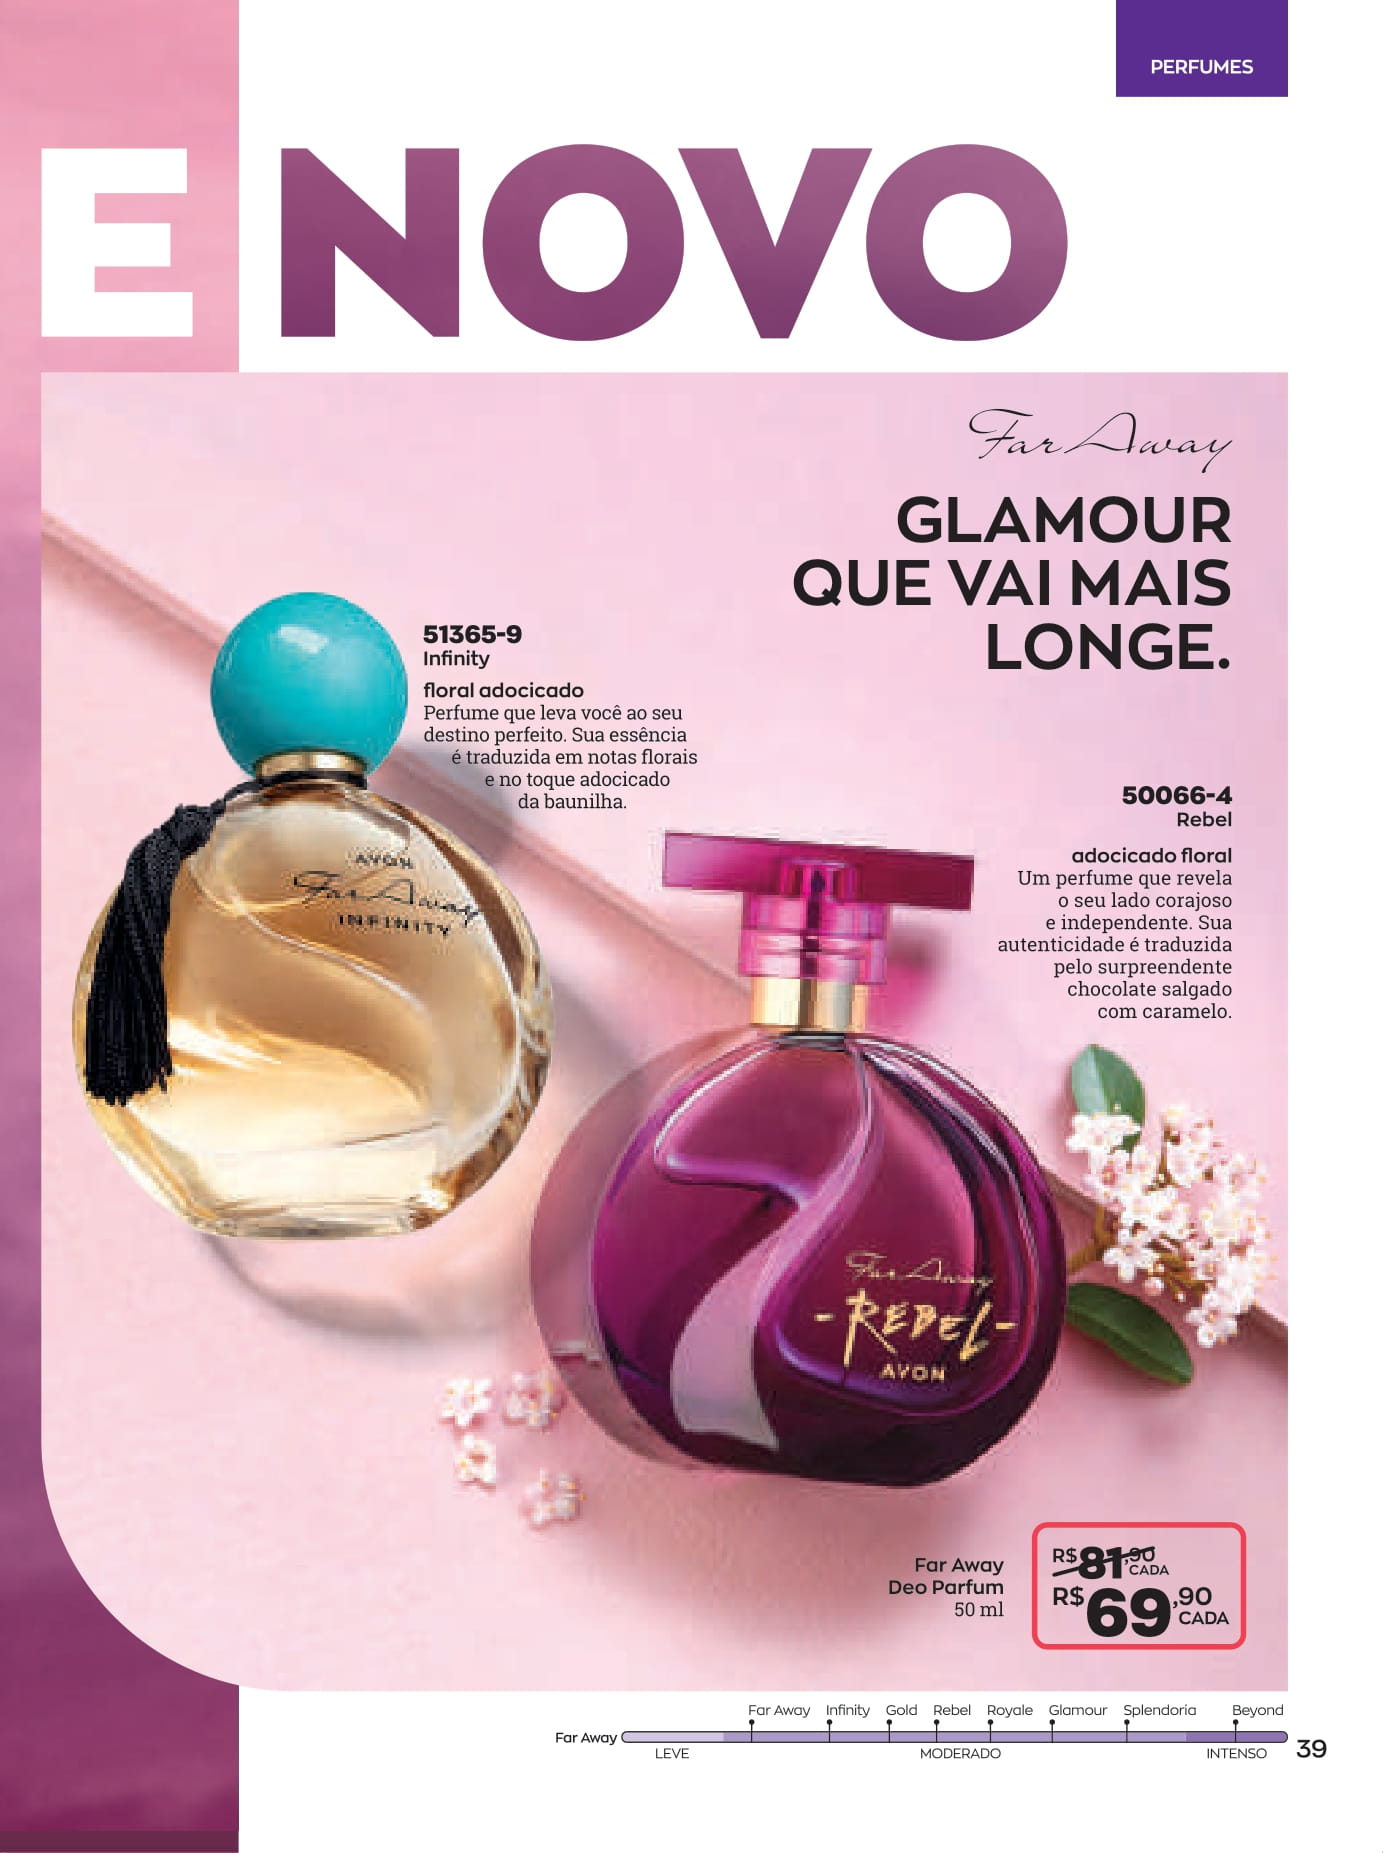 PERFUMES
E NOVO
Far Away
GLAMOUR
QUE VAI MAIS
LONGE.
51365-9
Infinity
floral adocicado
Perfume que leva você ao seu
destino perfeito. Sua essência
é traduzida em notas florais
e no toque adocicado
da baunilha.
50066-4
Rebel
adocicado floral
Um perfume que revela
o seu lado corajoso
e independente. Sua
autenticidade é traduzida
pelo surpreendente
chocolate salgado
com caramelo.
AVON
Far Away
INFINITY
Far Away
-REBEL-
AVON
Far Away
Deo Parfum
50 ml
R$81,90
CADA
R$69,90
CADA
Far Away Infinity Gold Rebel Royale Glamour Splendoria Beyond
Far Away
LEVE MODERADO INTENSO
39